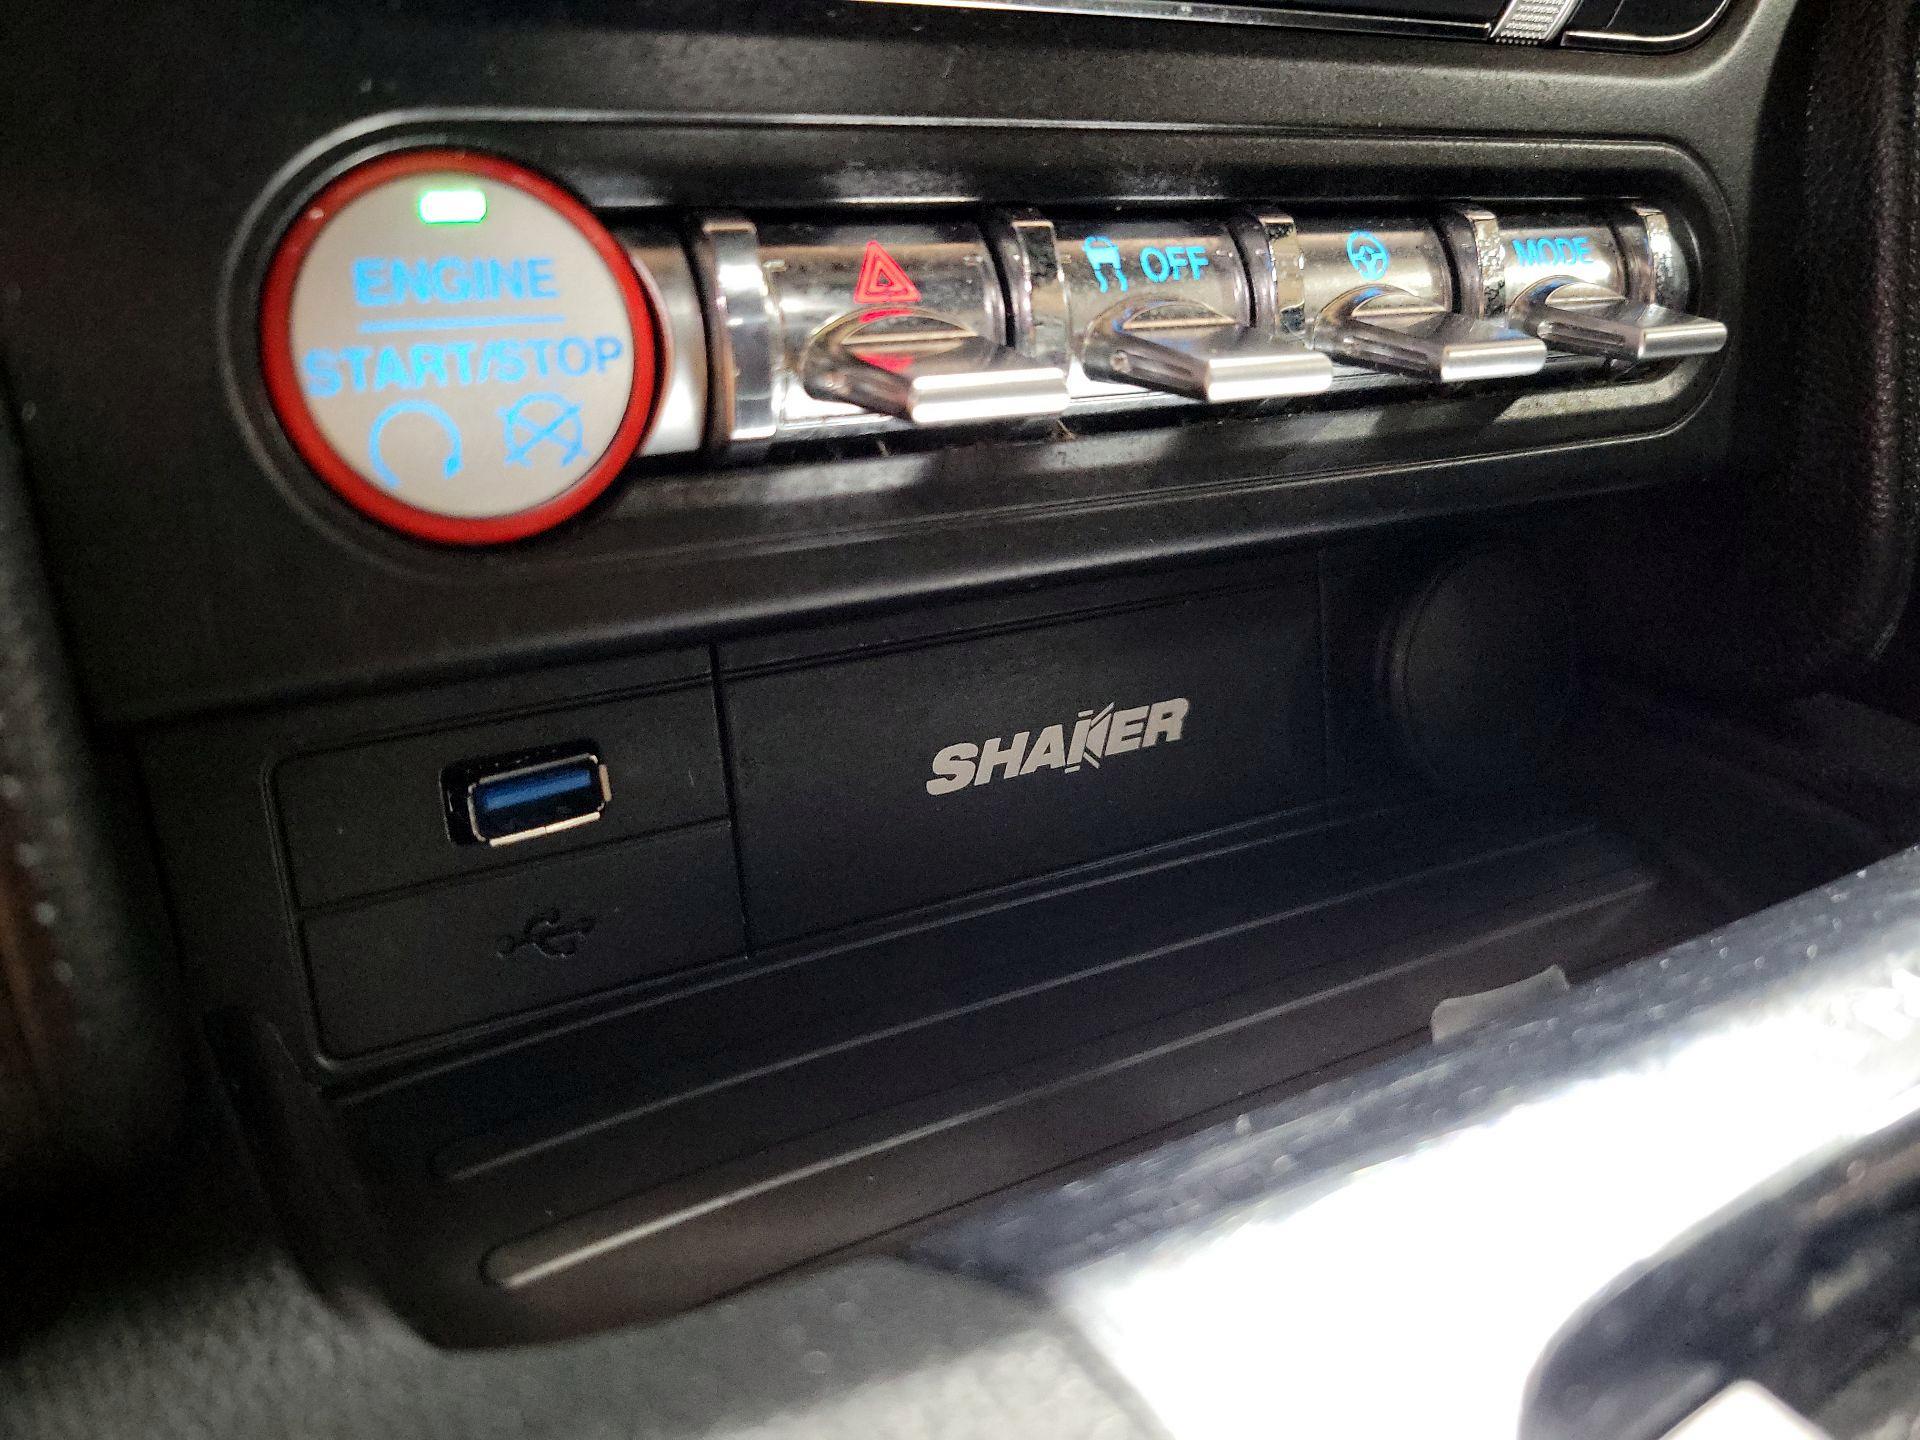 ENGINE
START/STOP
OFF
MODE
SHAKER